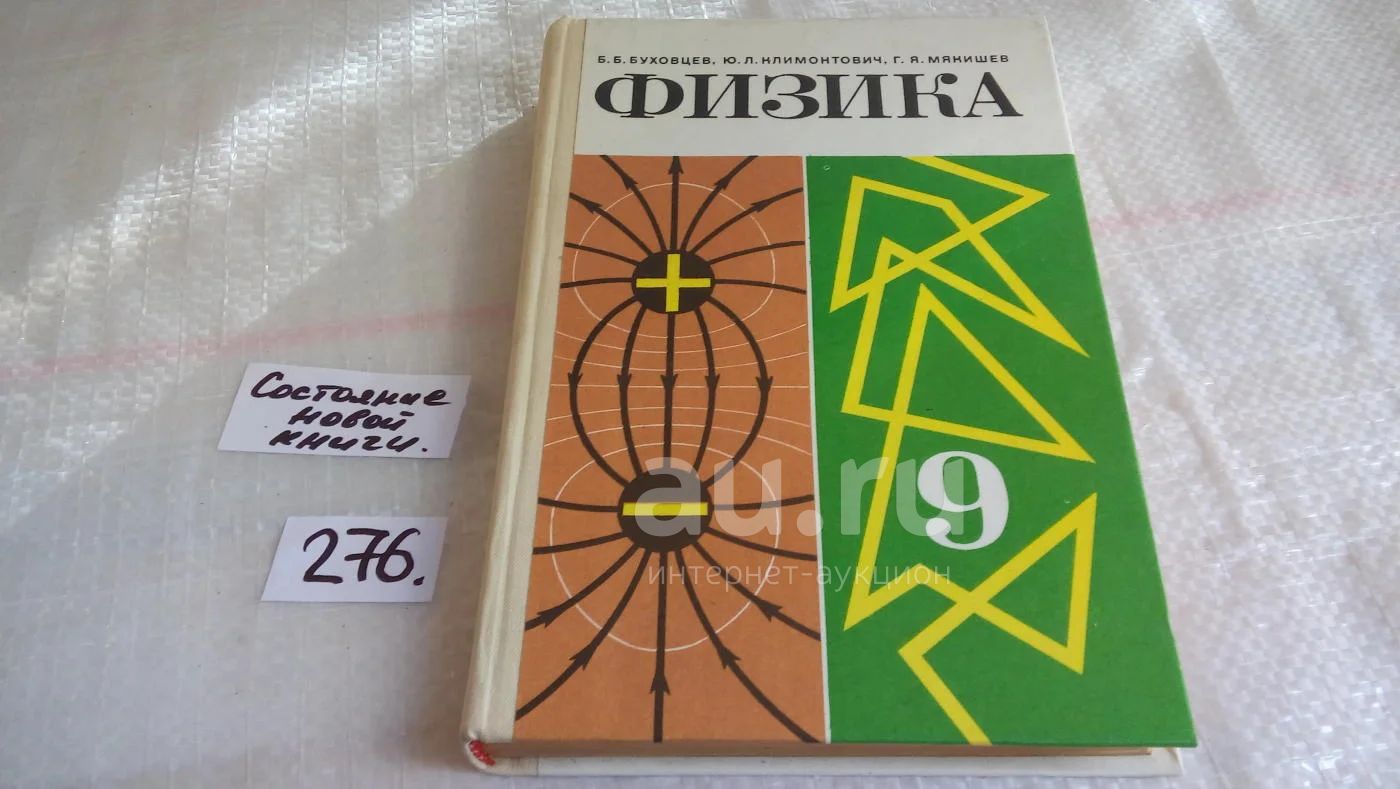 Б. Б. БУХОВЦЕВ, Ю. Л. КЛИМОНТОВИЧ, Г. Я. МЯКИШЕВ
ФИЗИКА
9
Состояние
новой
книги.
276.
au.ru
интернет-аукцион